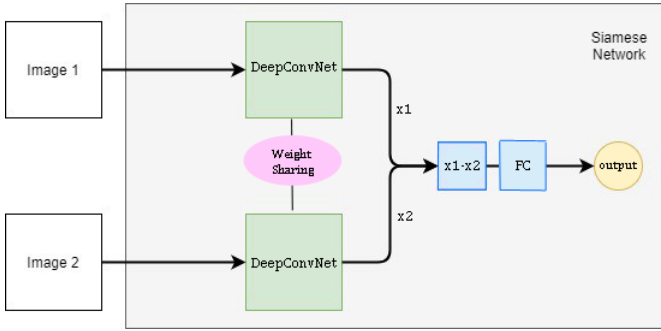 Siamese
Network
Image 1
DeepConvNet
x1
Weight
Sharing
x1-x2
FC
output
x2
Image 2
DeepConvNet